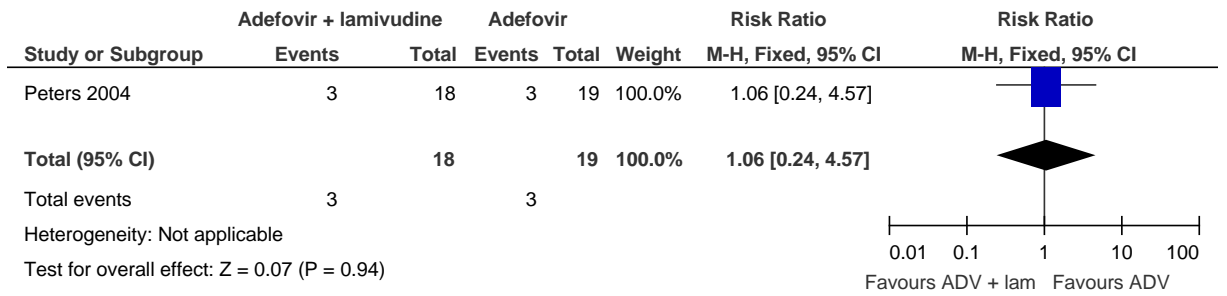 Adefovir + lamivudine Adefovir Risk Ratio Risk Ratio
Study or Subgroup Events Total Events Total Weight M-H, Fixed, 95% CI M-H, Fixed, 95% CI
Peters 2004 3 18 3 19 100.0% 1.06 [0.24, 4.57]
Total (95% CI) 18 19 100.0% 1.06 [0.24, 4.57]
Total events 3 3
Heterogeneity: Not applicable
Test for overall effect: Z = 0.07 (P = 0.94)
0.01 0.1 1 10 100
Favours ADV + lam Favours ADV